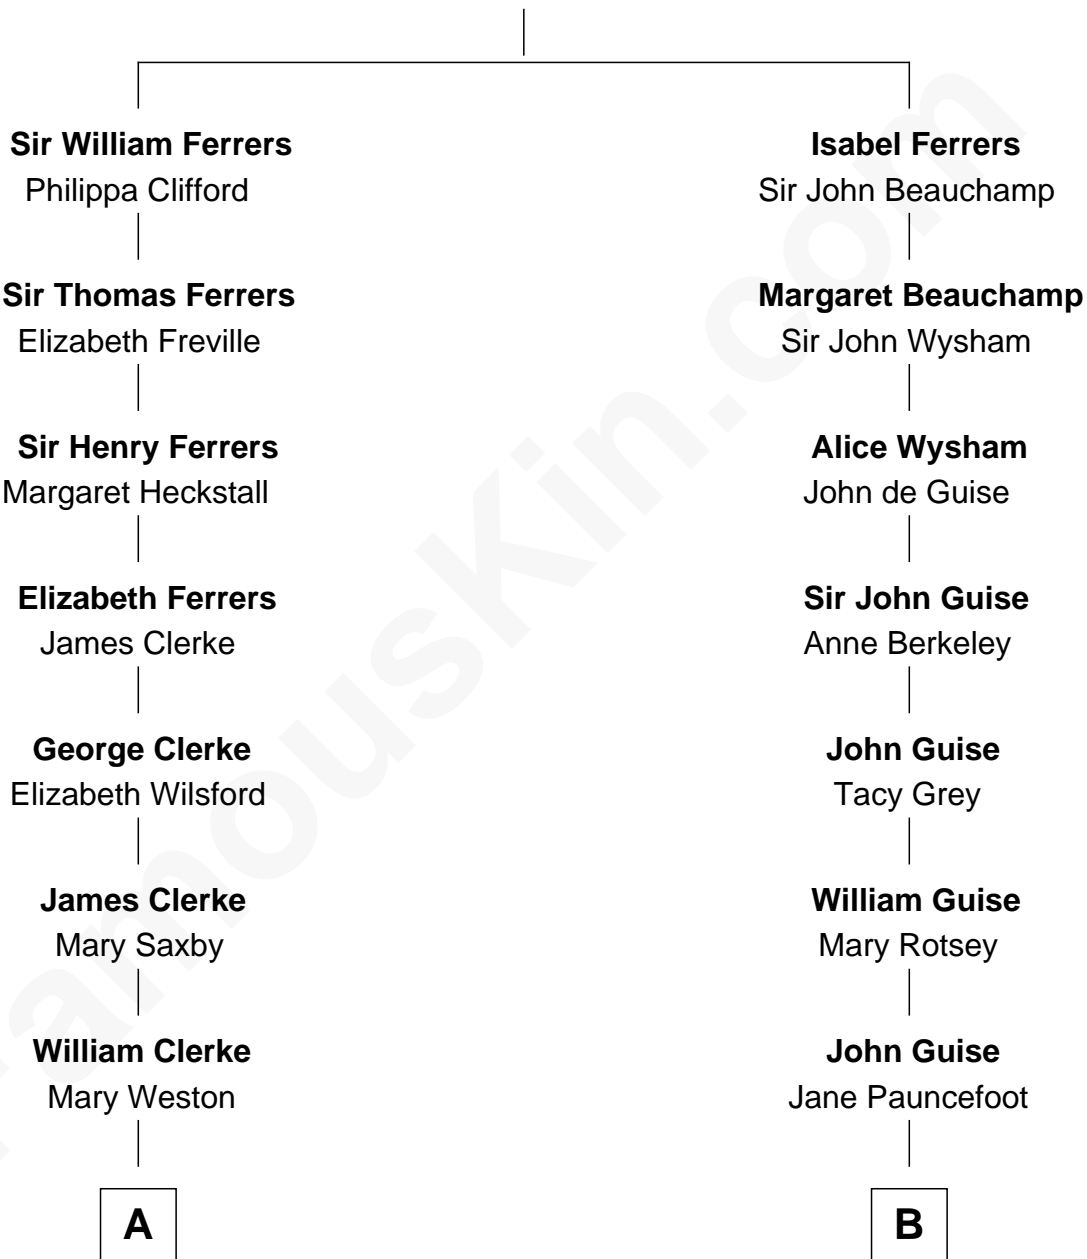 Sir William Ferrers
Philippa Clifford
Sir Thomas Ferrers
Elizabeth Freville
Sir Henry Ferrers
Margaret Heckstall
Elizabeth Ferrers
James Clerke
George Clerke
Elizabeth Wilsford
James Clerke
Mary Saxby
William Clerke
Mary Weston
A
Isabel Ferrers
Sir John Beauchamp
Margaret Beauchamp
Sir John Wysham
Alice Wysham
John de Guise
Sir John Guise
Anne Berkeley
John Guise
Tacy Grey
William Guise
Mary Rotsey
John Guise
Jane Pauncefoot
B
FamousKin.com